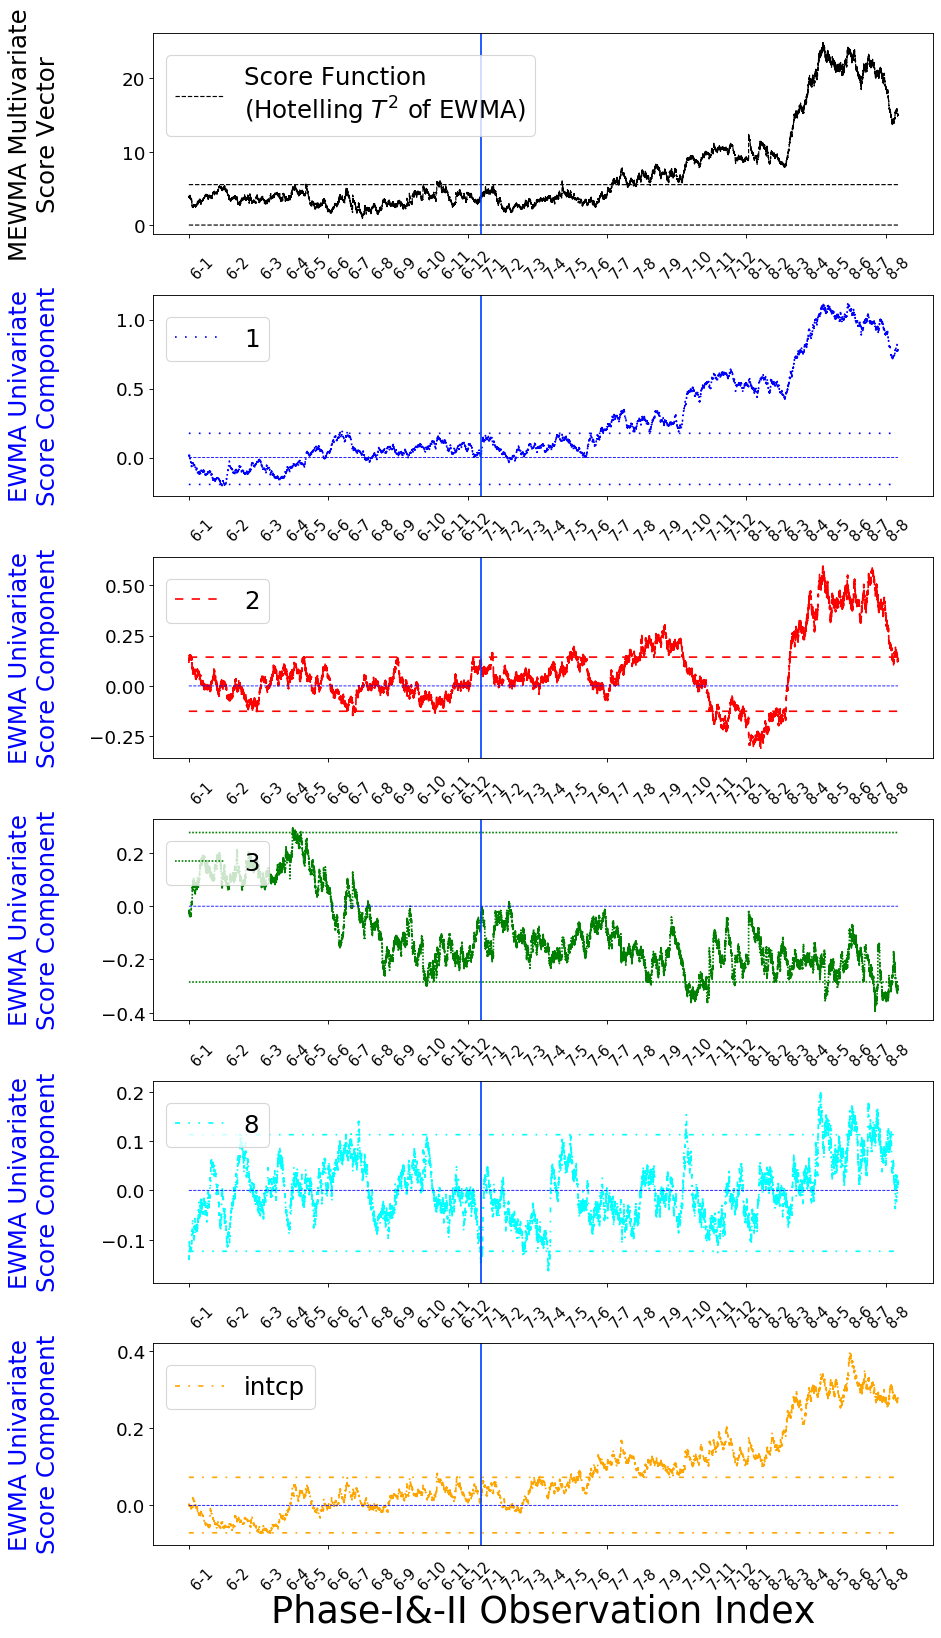 MEWMA Multivariate
Score Vector
Score Function
(Hotelling T² of EWMA)
20
10
0
6-1 6-2 6-3 6-4 6-5 6-6 6-7 6-8 6-9 6-10 6-11 6-12 7-1 7-2 7-3 7-4 7-5 7-6 7-7 7-8 7-9 7-10 7-11 7-12 8-1 8-2 8-3 8-4 8-5 8-6 8-7 8-8
EWMA Univariate
Score Component
1
1.0
0.5
0.0
6-1 6-2 6-3 6-4 6-5 6-6 6-7 6-8 6-9 6-10 6-11 6-12 7-1 7-2 7-3 7-4 7-5 7-6 7-7 7-8 7-9 7-10 7-11 7-12 8-1 8-2 8-3 8-4 8-5 8-6 8-7 8-8
EWMA Univariate
Score Component
2
0.50
0.25
0.00
−0.25
6-1 6-2 6-3 6-4 6-5 6-6 6-7 6-8 6-9 6-10 6-11 6-12 7-1 7-2 7-3 7-4 7-5 7-6 7-7 7-8 7-9 7-10 7-11 7-12 8-1 8-2 8-3 8-4 8-5 8-6 8-7 8-8
EWMA Univariate
Score Component
3
0.2
0.0
−0.2
−0.4
6-1 6-2 6-3 6-4 6-5 6-6 6-7 6-8 6-9 6-10 6-11 6-12 7-1 7-2 7-3 7-4 7-5 7-6 7-7 7-8 7-9 7-10 7-11 7-12 8-1 8-2 8-3 8-4 8-5 8-6 8-7 8-8
EWMA Univariate
Score Component
8
0.2
0.1
0.0
−0.1
6-1 6-2 6-3 6-4 6-5 6-6 6-7 6-8 6-9 6-10 6-11 6-12 7-1 7-2 7-3 7-4 7-5 7-6 7-7 7-8 7-9 7-10 7-11 7-12 8-1 8-2 8-3 8-4 8-5 8-6 8-7 8-8
EWMA Univariate
Score Component
intcp
0.4
0.2
0.0
6-1 6-2 6-3 6-4 6-5 6-6 6-7 6-8 6-9 6-10 6-11 6-12 7-1 7-2 7-3 7-4 7-5 7-6 7-7 7-8 7-9 7-10 7-11 7-12 8-1 8-2 8-3 8-4 8-5 8-6 8-7 8-8
Phase-I&-II Observation Index